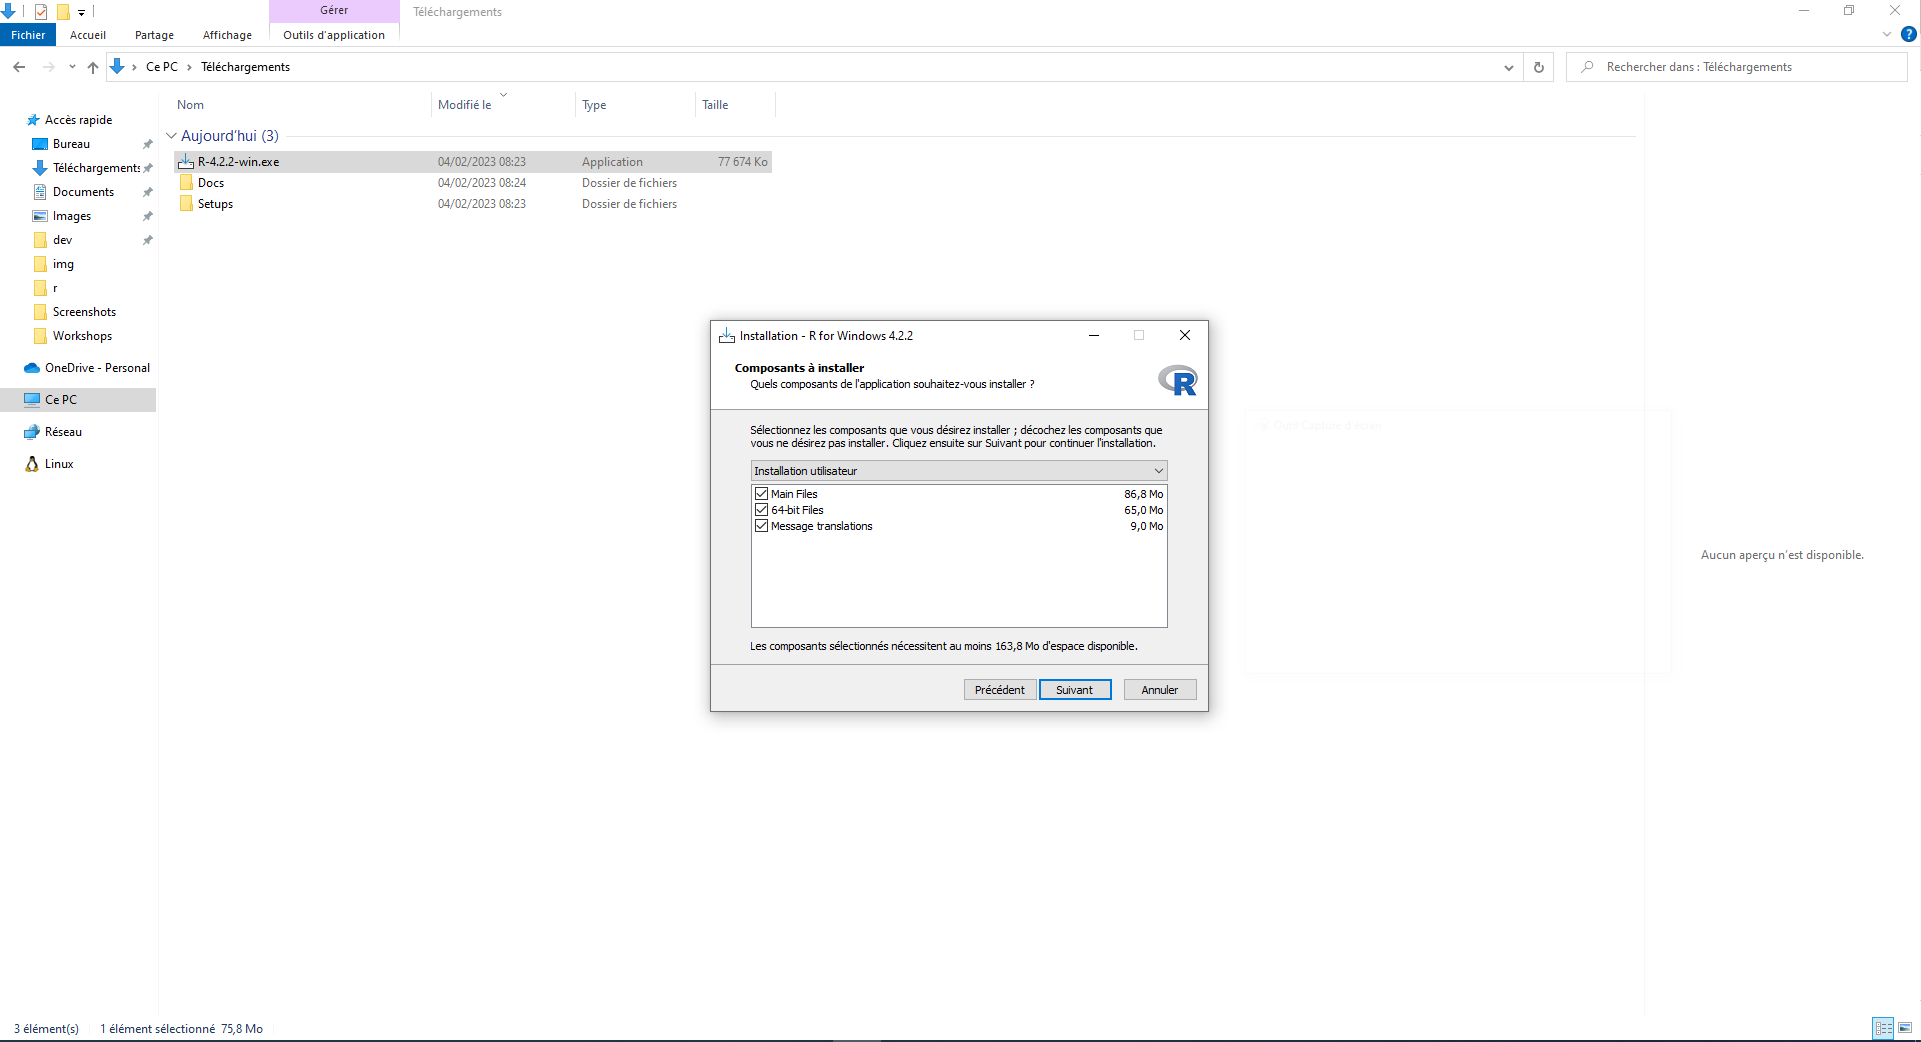 Gérer
Téléchargements
Fichier
Accueil
Partage
Affichage
Outils d'application
?
Ce PC
Téléchargements
Rechercher dans : Téléchargements
Nom
Modifié le
Type
Taille
Accès rapide
Bureau
Téléchargements
Documents
Images
dev
img
r
Screenshots
Workshops
OneDrive - Personal
Ce PC
Réseau
Linux
Aujourd'hui (3)
R-4.2.2-win.exe 04/02/2023 08:23 Application 77 674 Ko
Docs 04/02/2023 08:24 Dossier de fichiers
Setups 04/02/2023 08:23 Dossier de fichiers
Installation - R for Windows 4.2.2
Composants à installer
Quels composants de l'application souhaitez-vous installer ?
R
Sélectionnez les composants que vous désirez installer ; décochez les composants que
vous ne désirez pas installer. Cliquez ensuite sur Suivant pour continuer l'installation.
Installation utilisateur
Main Files 86,8 Mo
64-bit Files 65,0 Mo
Message translations 9,0 Mo
Les composants sélectionnés nécessitent au moins 163,8 Mo d'espace disponible.
Précédent
Suivant
Annuler
Outil Capture d'écran
Aucun aperçu n'est disponible.
3 élément(s)
1 élément sélectionné 75,8 Mo